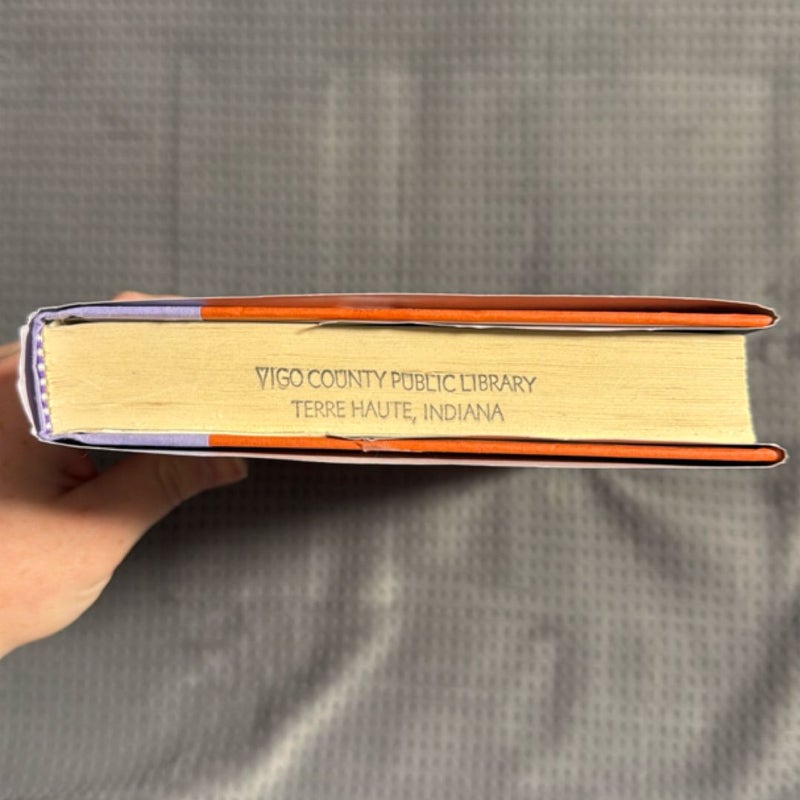 VIGO COUNTY PUBLIC LIBRARY
TERRE HAUTE, INDIANA